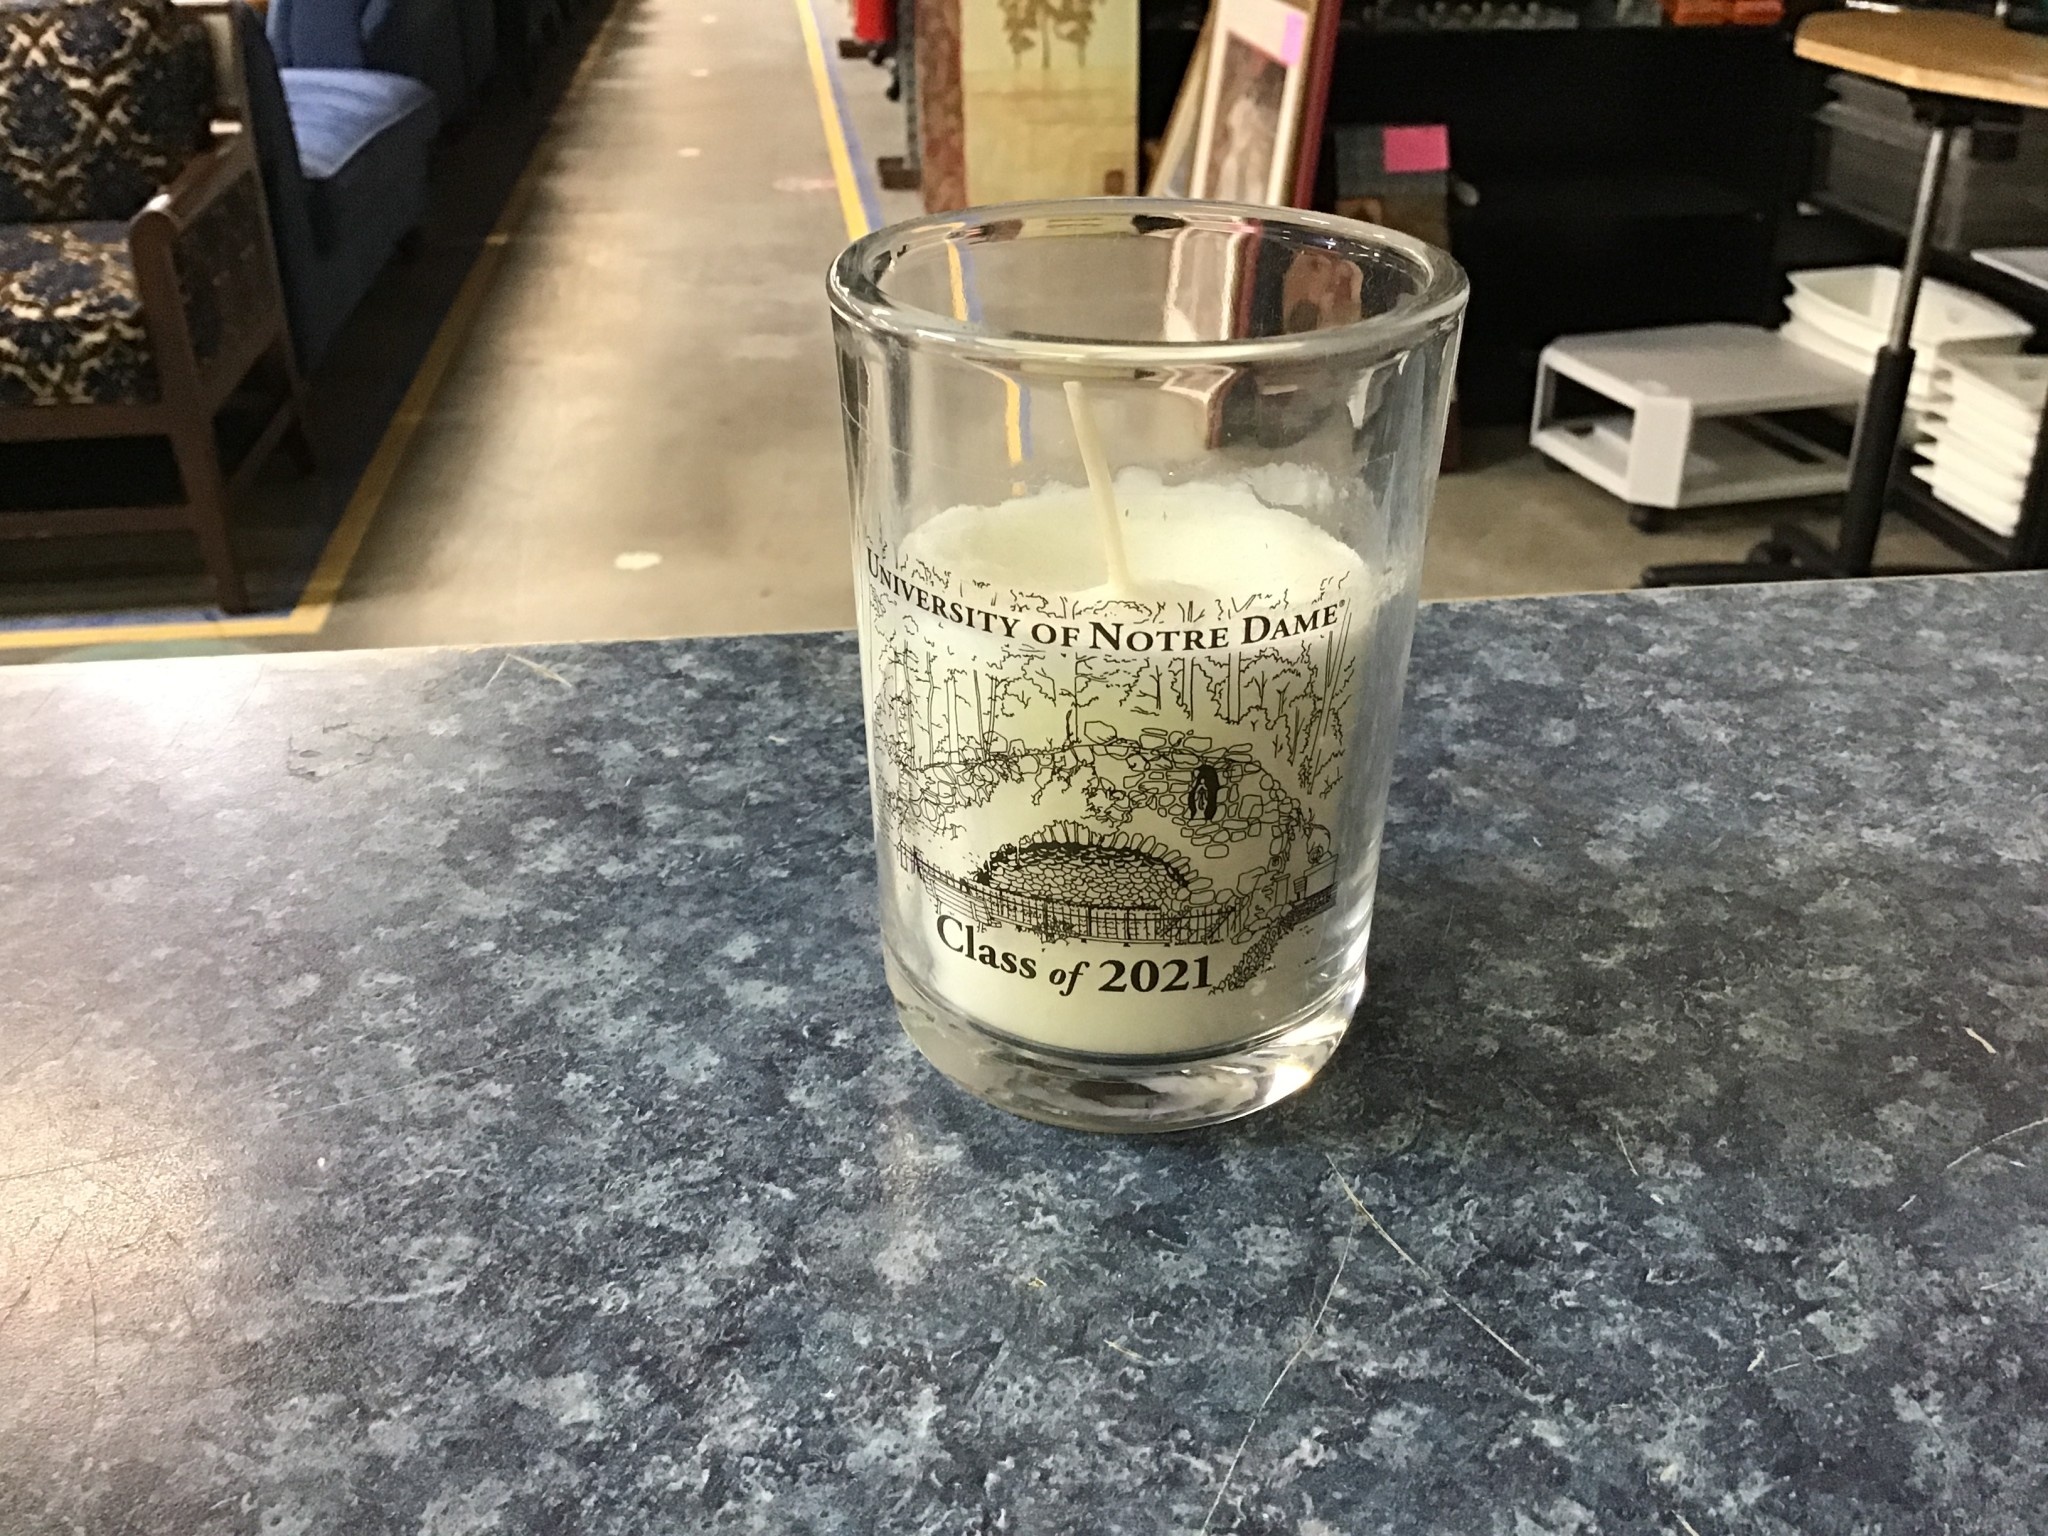 UNIVERSITY OF NOTRE DAME®
Class of 2021